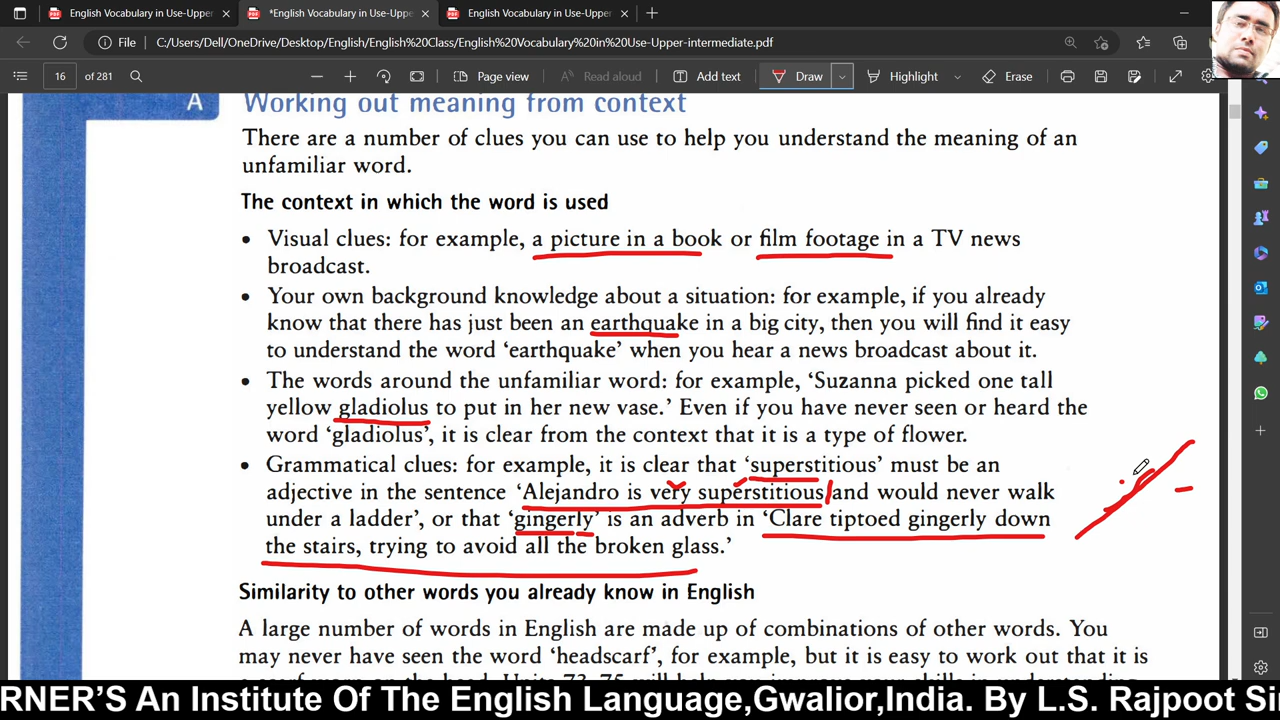 English Vocabulary in Use-Uppe
*English Vocabulary in Use-Uppe
English Vocabulary in Use-Upper
File
C:/Users/Dell/OneDrive/Desktop/English/English%20Class/English%20Vocabulary%20in%20Use-Upper-intermediate.pdf
16 of 281
Page view
Read aloud
Add text
Draw
Highlight
Erase
A
Working out meaning from context
There are a number of clues you can use to help you understand the meaning of an
unfamiliar word.
The context in which the word is used
• Visual clues: for example, a picture in a book or film footage in a TV news
broadcast.
• Your own background knowledge about a situation: for example, if you already
know that there has just been an earthquake in a big city, then you will find it easy
to understand the word ‘earthquake’ when you hear a news broadcast about it.
• The words around the unfamiliar word: for example, ‘Suzanna picked one tall
yellow gladiolus to put in her new vase.’ Even if you have never seen or heard the
word ‘gladiolus’, it is clear from the context that it is a type of flower.
• Grammatical clues: for example, it is clear that ‘superstitious’ must be an
adjective in the sentence ‘Alejandro is very superstitious and would never walk
under a ladder’, or that ‘gingerly’ is an adverb in ‘Clare tiptoed gingerly down
the stairs, trying to avoid all the broken glass.’
Similarity to other words you already know in English
A large number of words in English are made up of combinations of other words. You
may never have seen the word ‘headscarf’, for example, but it is easy to work out that it is
RNER’S An Institute Of The English Language,Gwalior,India. By L.S. Rajpoot Si